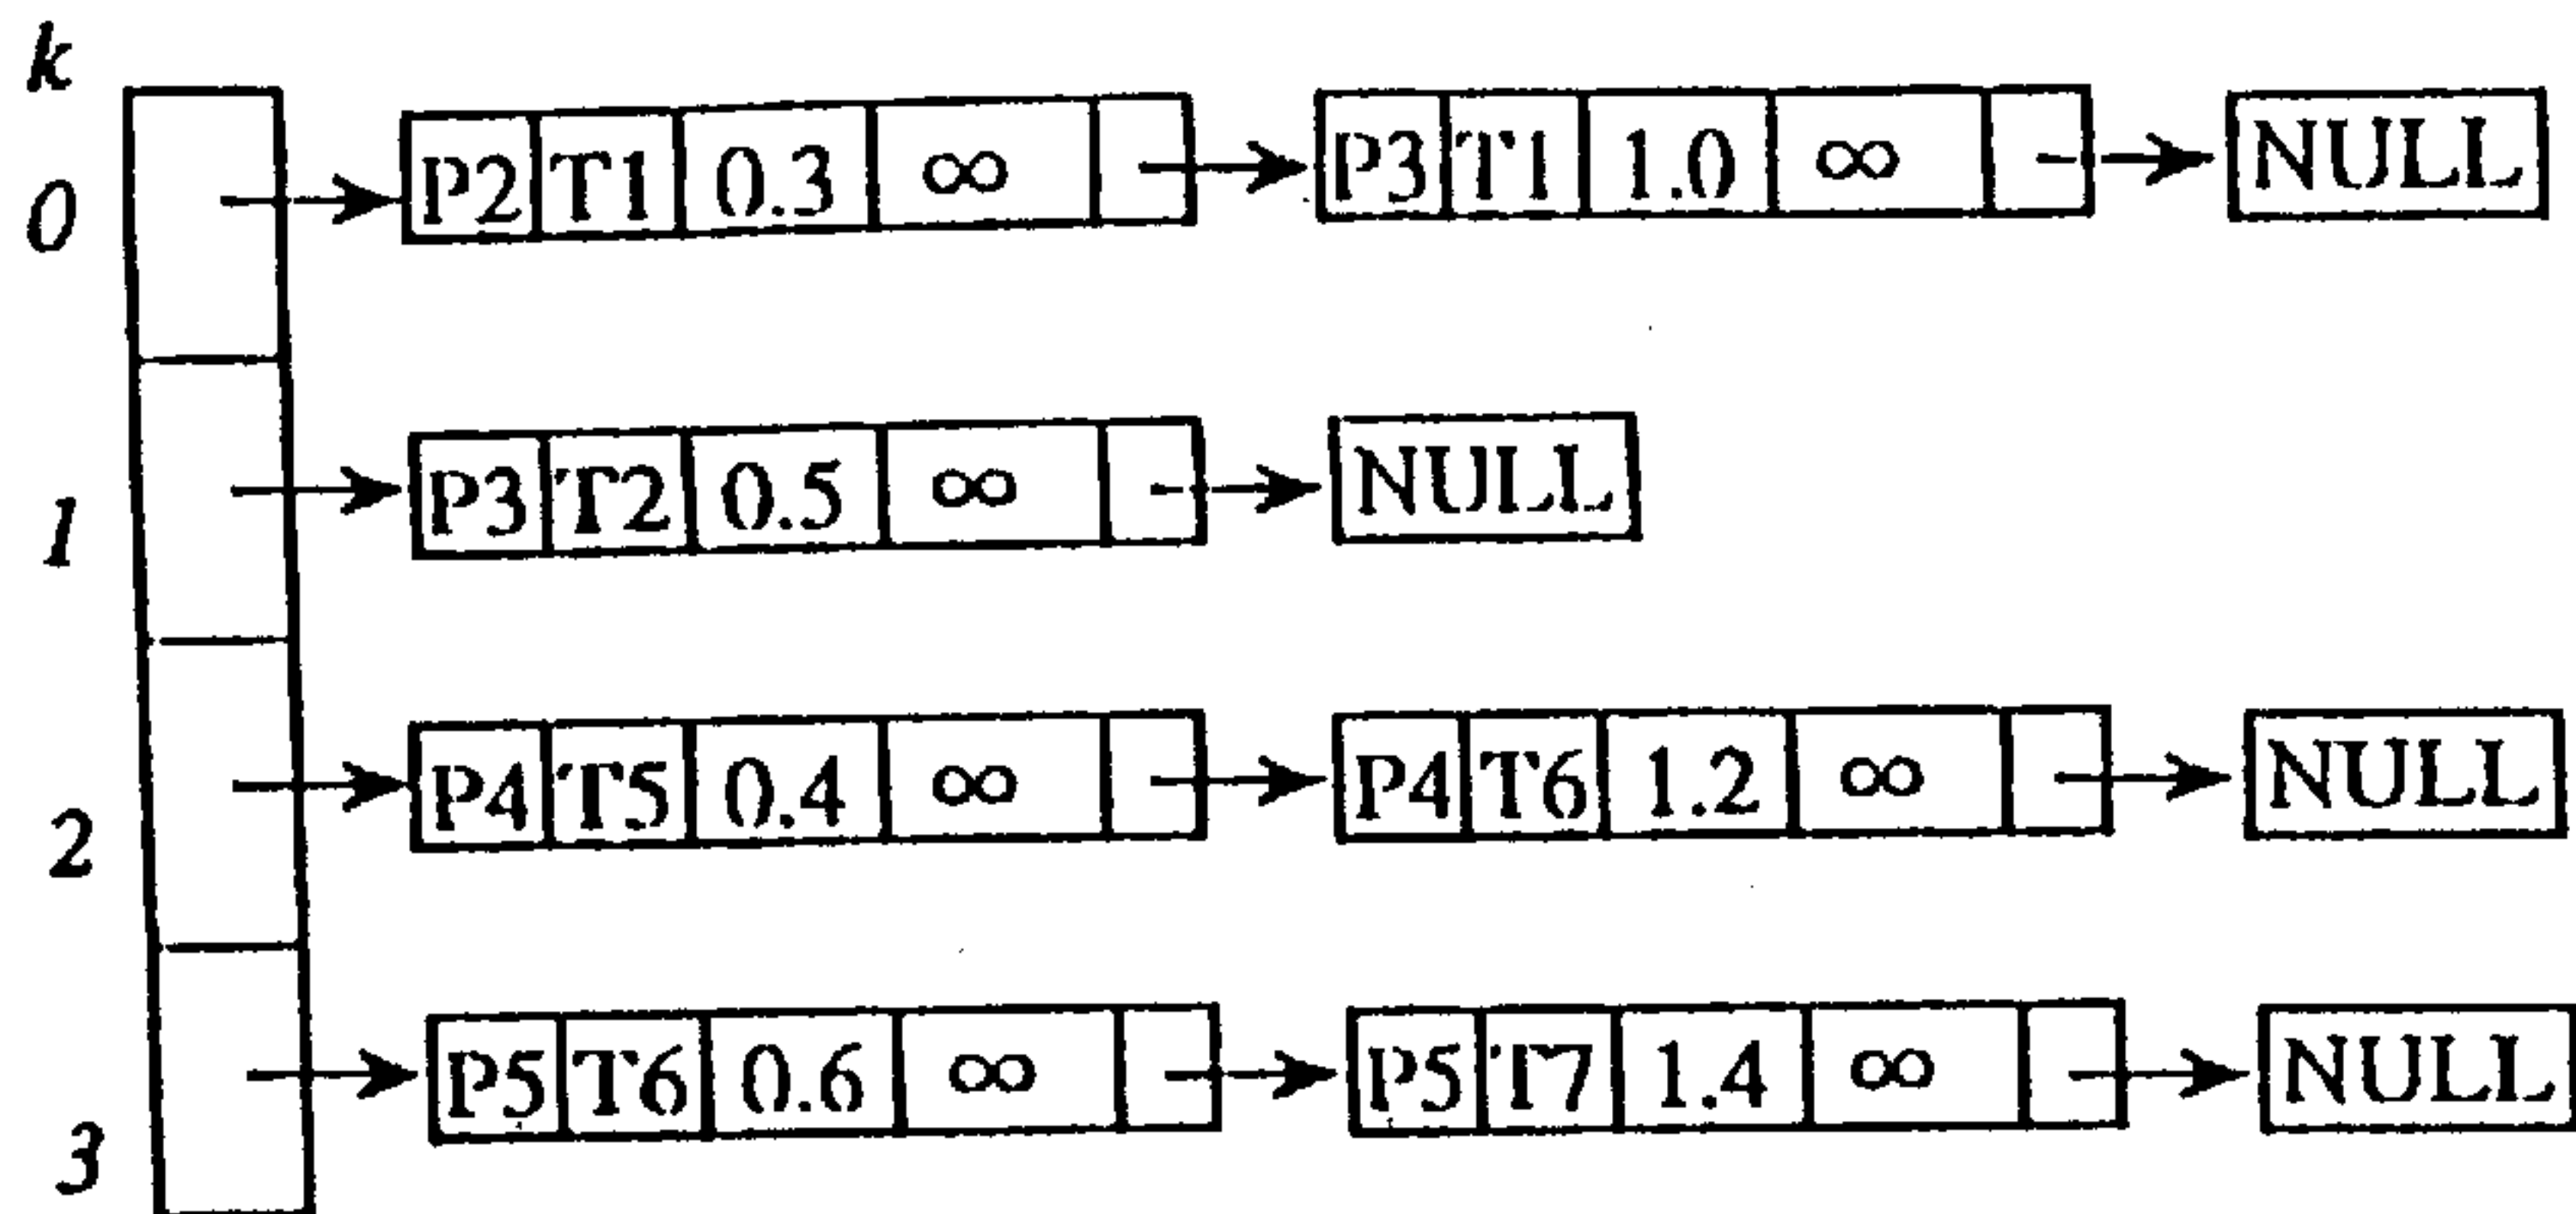 k
0 P2 T1 0.3 ∞ P3 T1 1.0 ∞ NULL
1 P3 T2 0.5 ∞ NULL
2 P4 T5 0.4 ∞ P4 T6 1.2 ∞ NULL
3 P5 T6 0.6 ∞ P5 T7 1.4 ∞ NULL